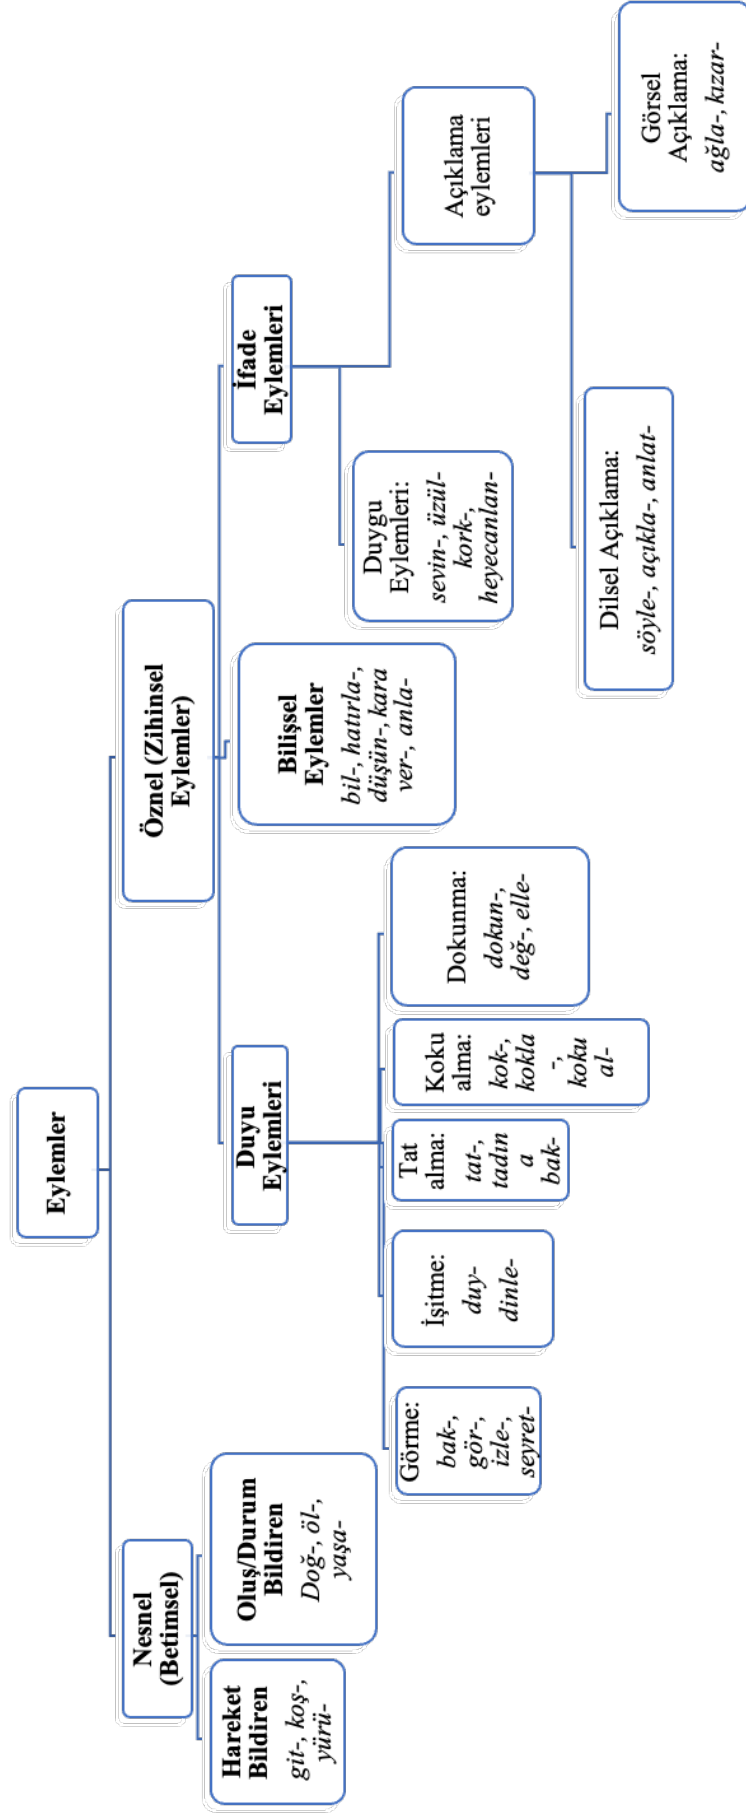 Eylemler
Nesnel
(Betimsel)
Hareket
Bildiren
git-, koş-,
yürü-
Oluş/Durum
Bildiren
Doğ-, öl-,
yaşa-
Öznel (Zihinsel
Eylemler)
Duyu
Eylemleri
Görme:
bak-,
gör-,
izle-,
seyret-
İşitme:
duy-
dinle-
Tat
alma:
tat-,
tadın
a
bak-
Koku
alma:
kok-,
kokla
-,
koku
al-
Dokunma:
dokun-,
değ-, elle-
Bilişsel
Eylemler
bil-, hatırla-,
düşün-, kara
ver-, anla-
İfade
Eylemleri
Duygu
Eylemleri:
sevin-, üzül-
kork-,
heyecanlan-
Açıklama
eylemleri
Dilsel Açıklama:
söyle-, açıkla-, anlat-
Görsel
Açıklama:
ağla-, kızar-